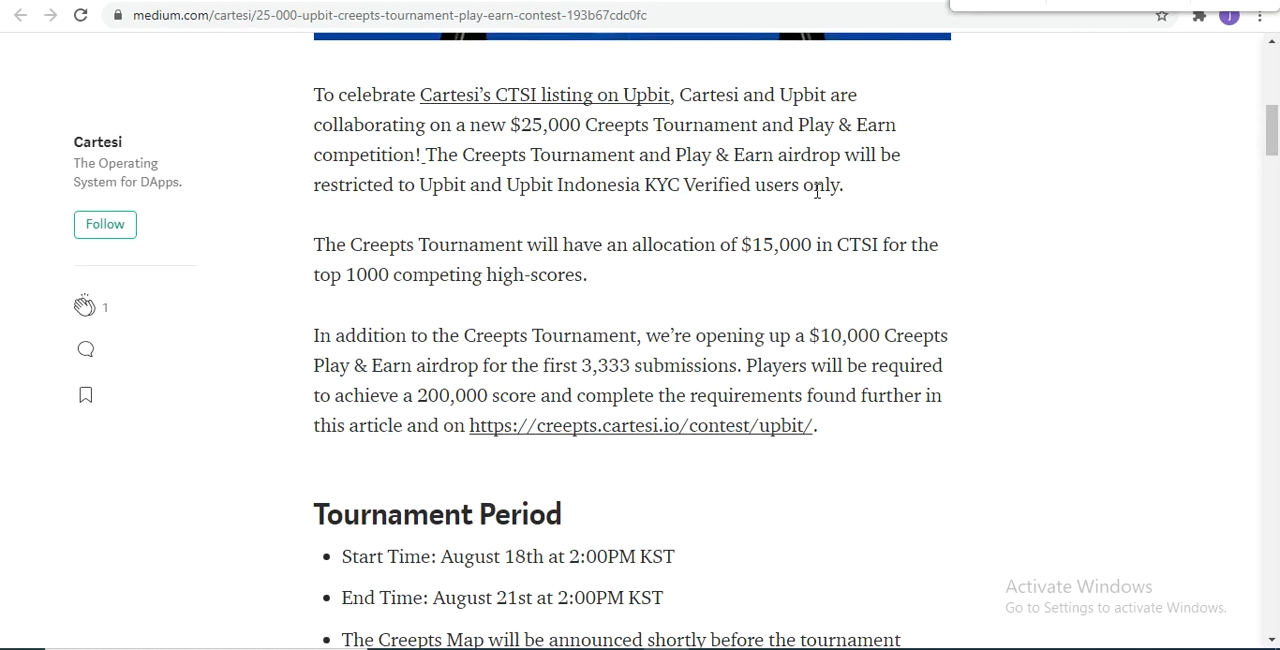 medium.com/cartesi/25-000-upbit-creepts-tournament-play-earn-contest-193b67cdc0fc
J
To celebrate Cartesi’s CTSI listing on Upbit, Cartesi and Upbit are
collaborating on a new $25,000 Creepts Tournament and Play & Earn
competition! The Creepts Tournament and Play & Earn airdrop will be
restricted to Upbit and Upbit Indonesia KYC Verified users only.
Cartesi
The Operating
System for DApps.
Follow
1
The Creepts Tournament will have an allocation of $15,000 in CTSI for the
top 1000 competing high-scores.
In addition to the Creepts Tournament, we’re opening up a $10,000 Creepts
Play & Earn airdrop for the first 3,333 submissions. Players will be required
to achieve a 200,000 score and complete the requirements found further in
this article and on https://creepts.cartesi.io/contest/upbit/.
Tournament Period
• Start Time: August 18th at 2:00PM KST
• End Time: August 21st at 2:00PM KST
• The Creepts Map will be announced shortly before the tournament
Activate Windows
Go to Settings to activate Windows.